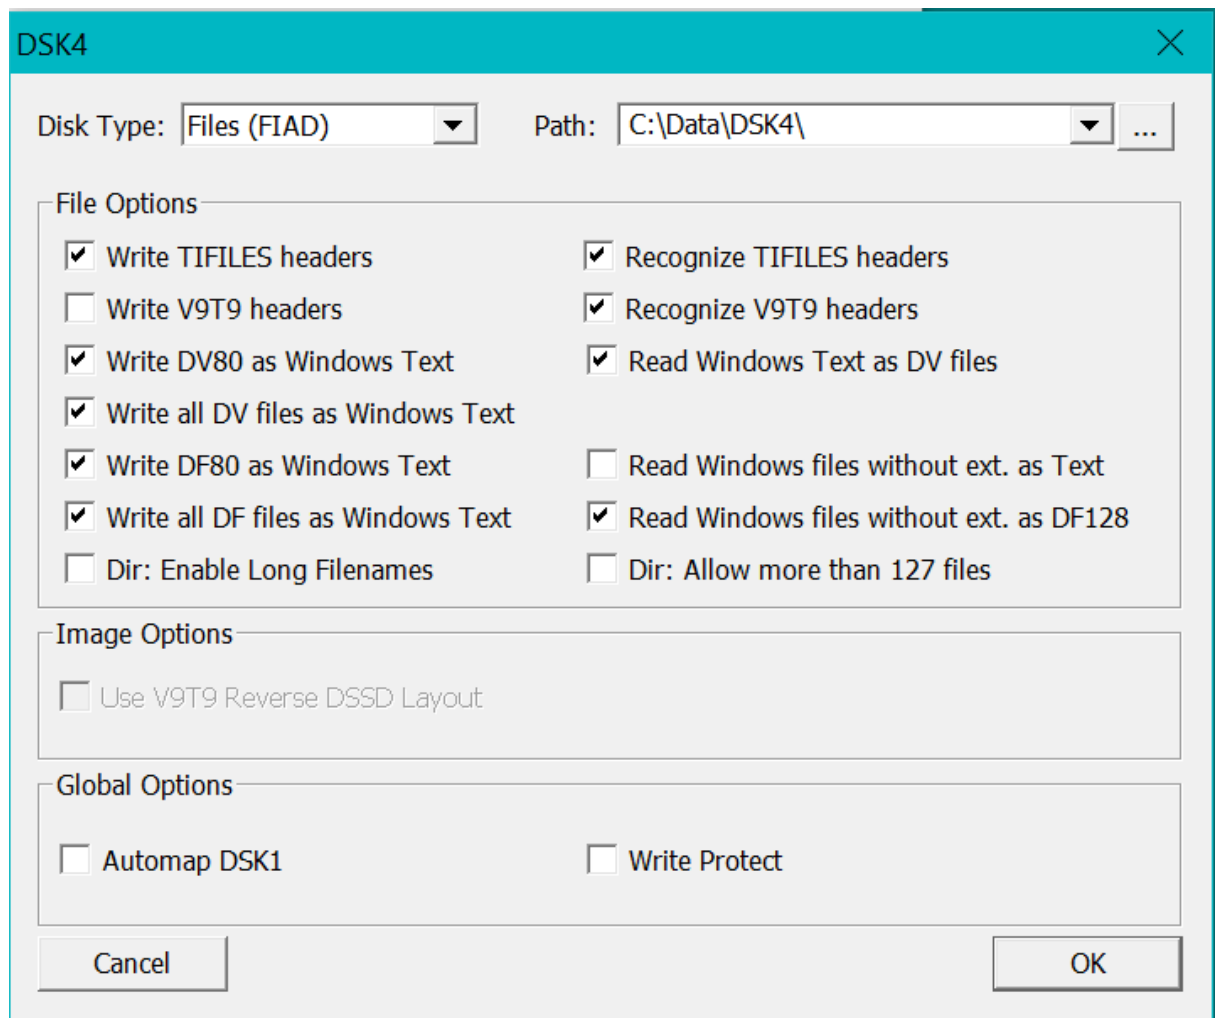 DSK4
Disk Type: Files (FIAD) Path: C:\Data\DSK4\ ...
File Options
Write TIFILES headers Recognize TIFILES headers
Write V9T9 headers Recognize V9T9 headers
Write DV80 as Windows Text Read Windows Text as DV files
Write all DV files as Windows Text
Write DF80 as Windows Text Read Windows files without ext. as Text
Write all DF files as Windows Text Read Windows files without ext. as DF128
Dir: Enable Long Filenames Dir: Allow more than 127 files
Image Options
Use V9T9 Reverse DSSD Layout
Global Options
Automap DSK1 Write Protect
Cancel OK